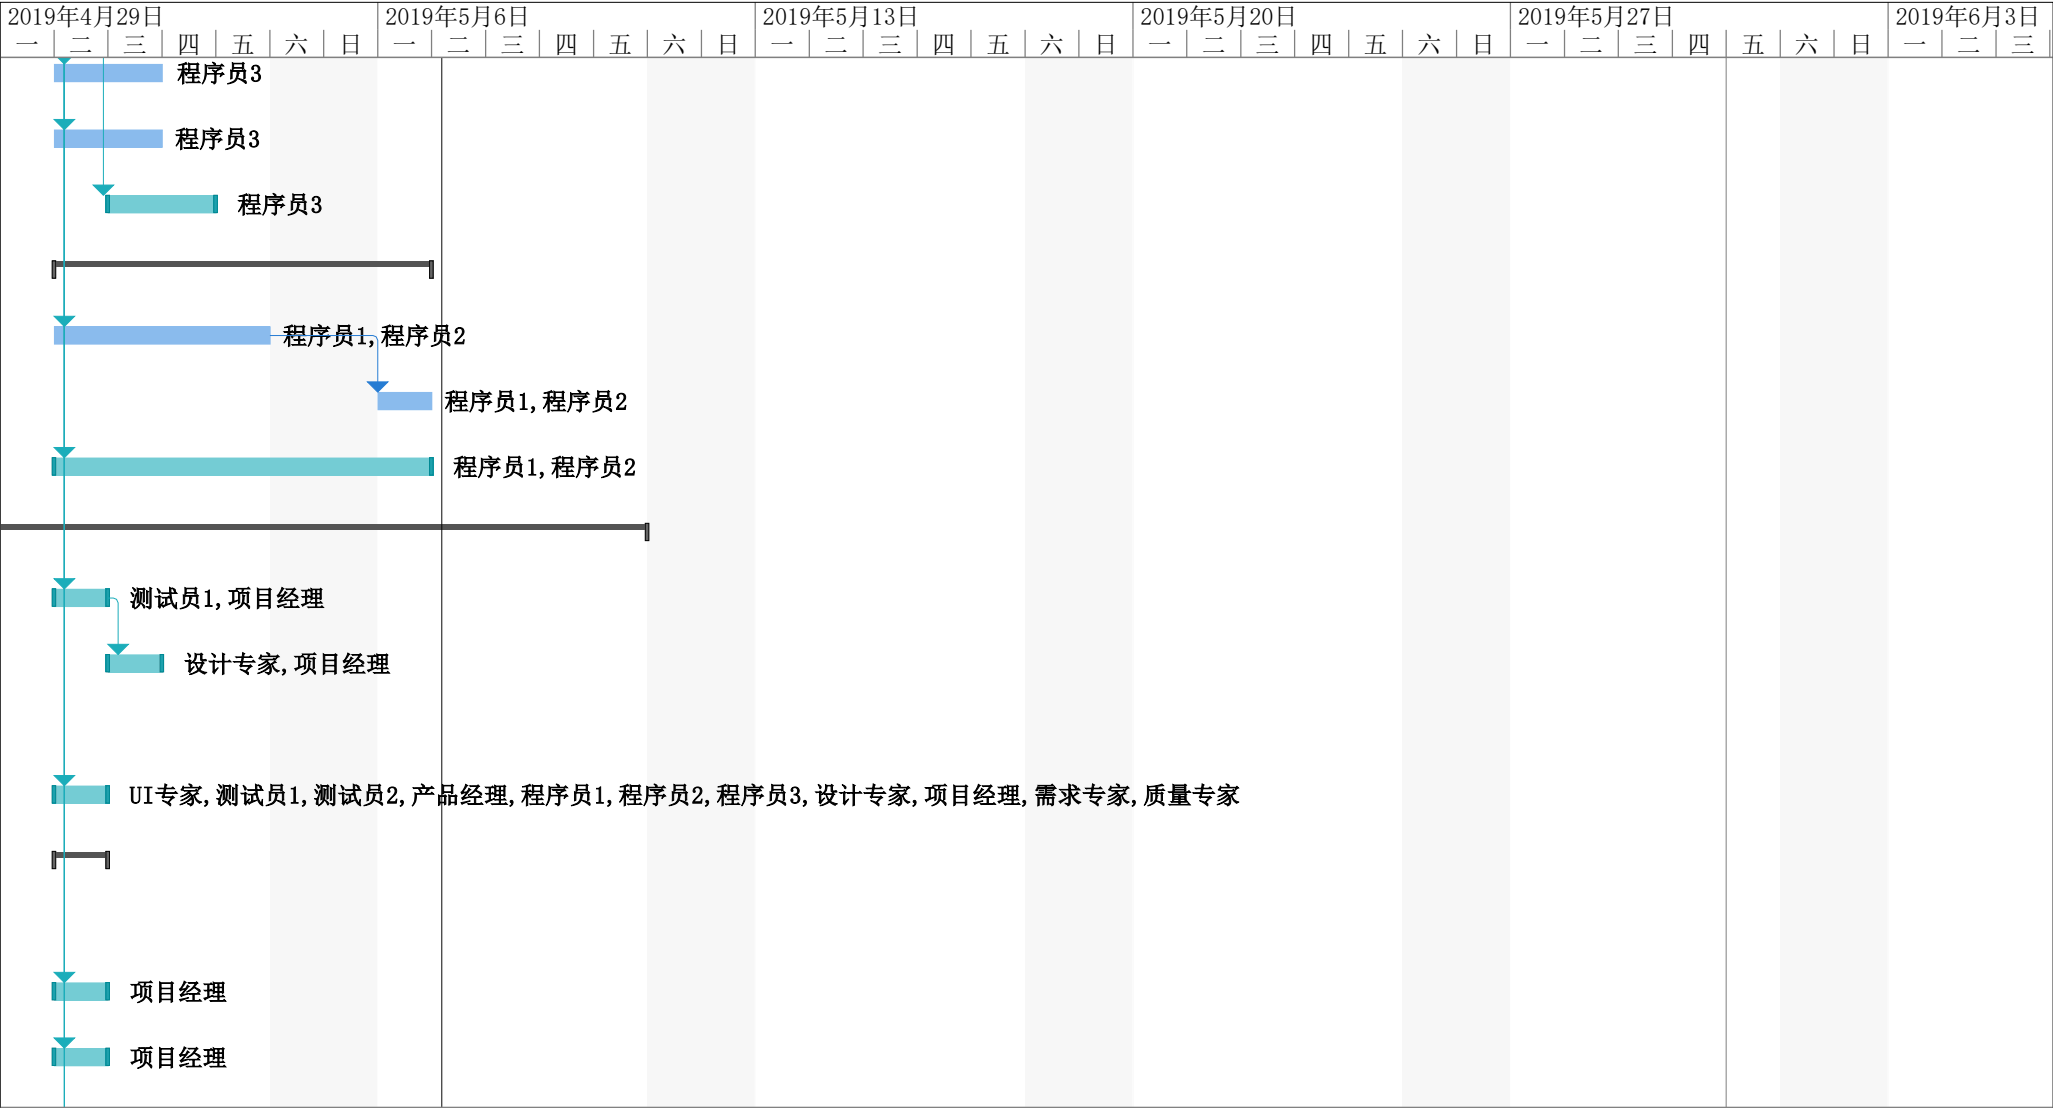 2019年4月29日 2019年5月6日 2019年5月13日 2019年5月20日 2019年5月27日 2019年6月3日
一 二 三 四 五 六 日 一 二 三 四 五 六 日 一 二 三 四 五 六 日 一 二 三 四 五 六 日 一 二 三 四 五 六 日 一 二 三
程序员3
程序员3
程序员3
程序员1,程序员2
程序员1,程序员2
程序员1,程序员2
测试员1,项目经理
设计专家,项目经理
UI专家,测试员1,测试员2,产品经理,程序员1,程序员2,程序员3,设计专家,项目经理,需求专家,质量专家
项目经理
项目经理